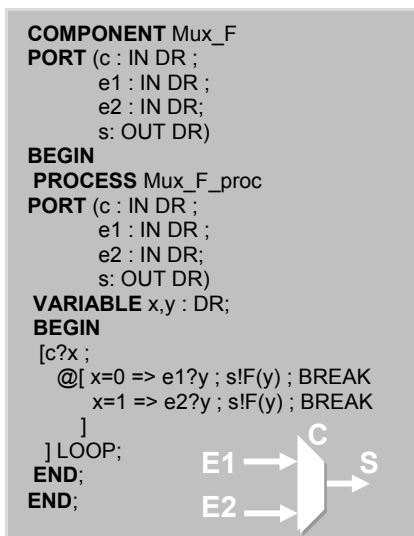 COMPONENT Mux_F
PORT (c : IN DR ;
e1 : IN DR ;
e2 : IN DR;
s: OUT DR)
BEGIN
PROCESS Mux_F_proc
PORT (c : IN DR ;
e1 : IN DR ;
e2 : IN DR;
s: OUT DR)
VARIABLE x,y : DR;
BEGIN
[c?x ;
@[ x=0 => e1?y ; s!F(y) ; BREAK
x=1 => e2?y ; s!F(y) ; BREAK
]
] LOOP;
END;
END;
C
E1
S
E2